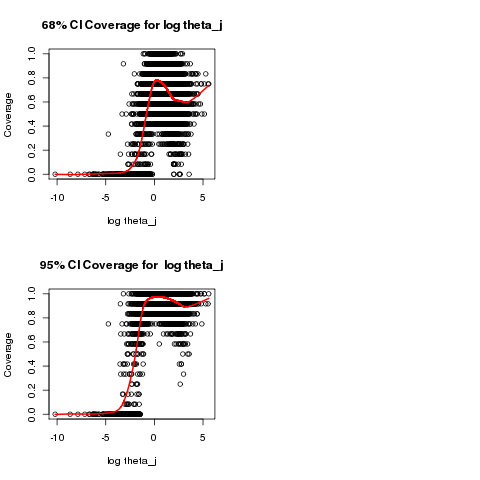 68% CI Coverage for log theta_j
Coverage
0.0 0.2 0.4 0.6 0.8 1.0
-10 -5 0 5
log theta_j
95% CI Coverage for log theta_j
Coverage
0.0 0.2 0.4 0.6 0.8 1.0
-10 -5 0 5
log theta_j